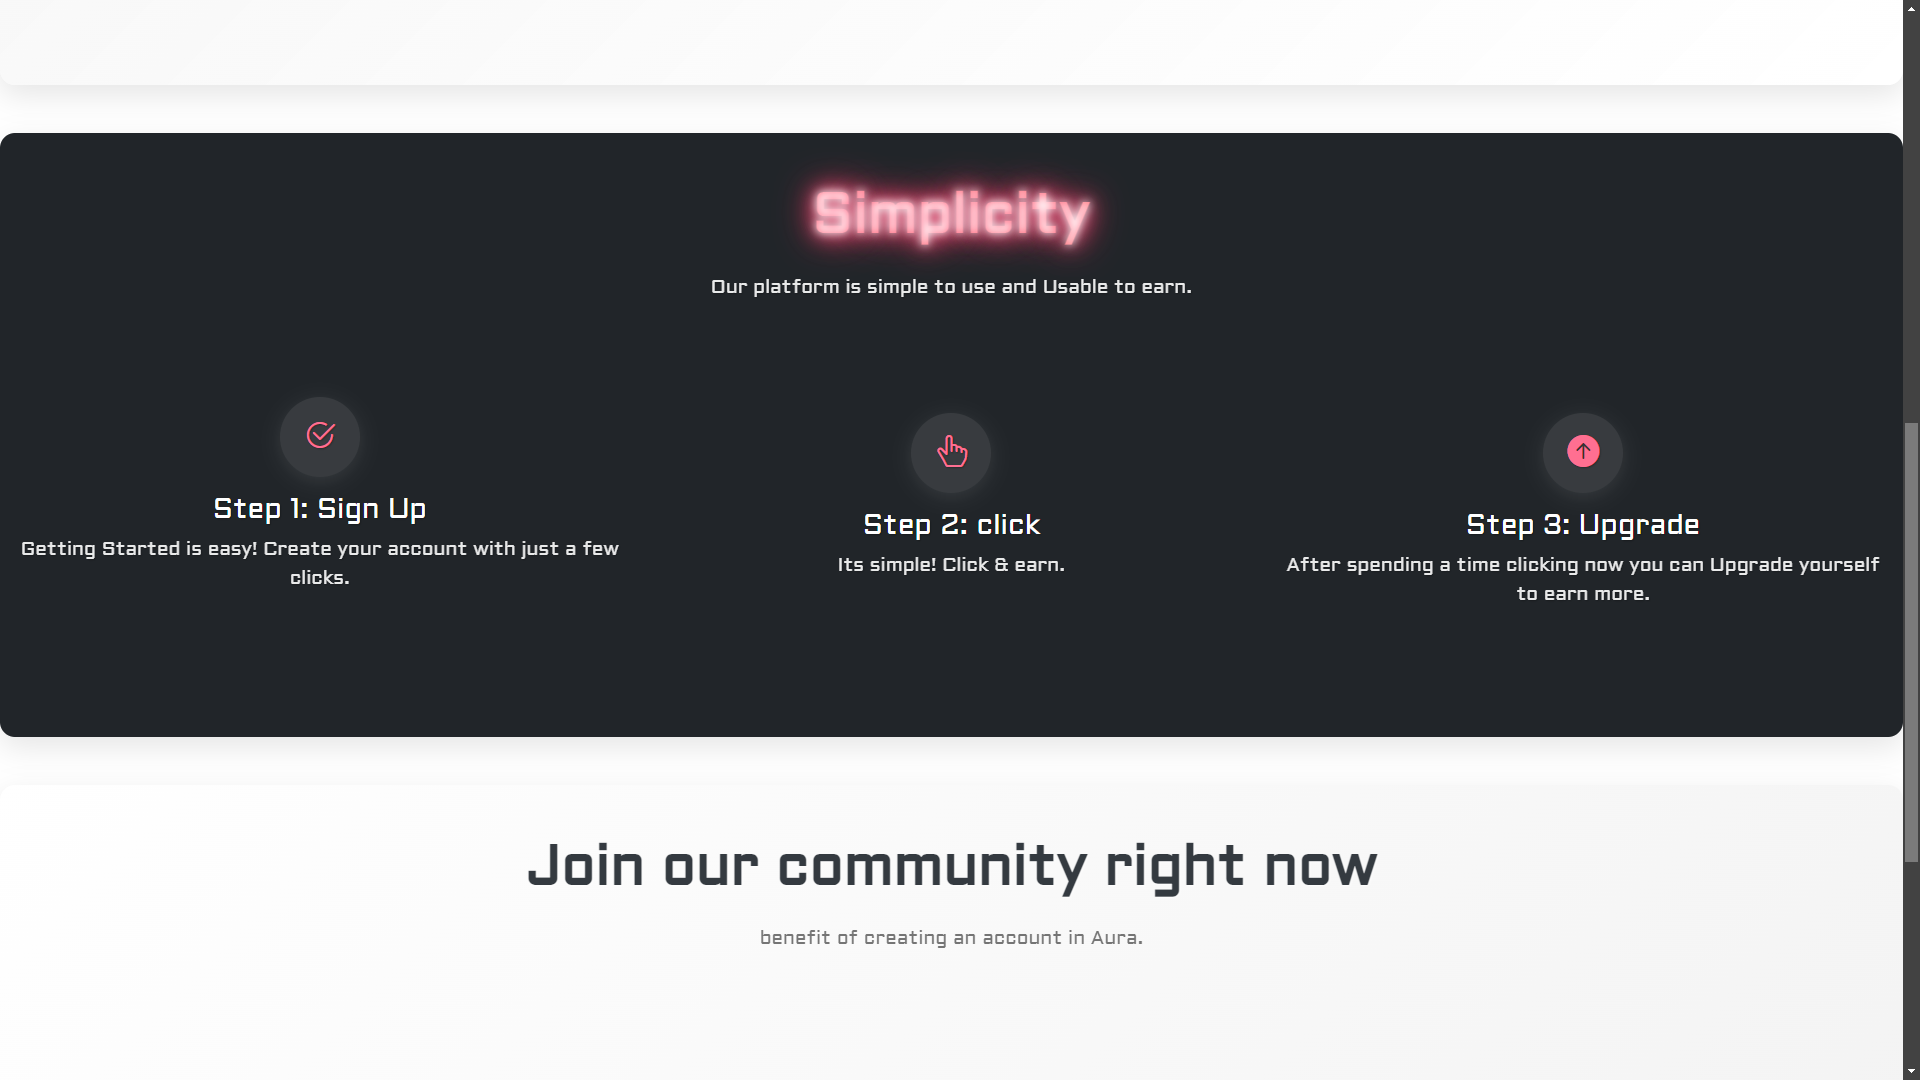 Simplicity
Our platform is simple to use and Usable to earn.
Step 1: Sign Up
Getting Started is easy! Create your account with just a few
clicks.
Step 2: click
Its simple! Click & earn.
Step 3: Upgrade
After spending a time clicking now you can Upgrade yourself
to earn more.
Join our community right now
benefit of creating an account in Aura.